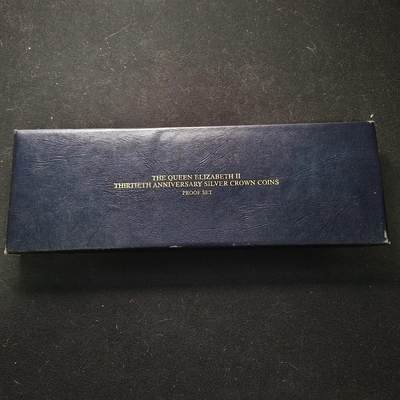 THE QUEEN ELIZABETH II
THIRTIETH ANNIVERSARY SILVER CROWN COINS
PROOF SET